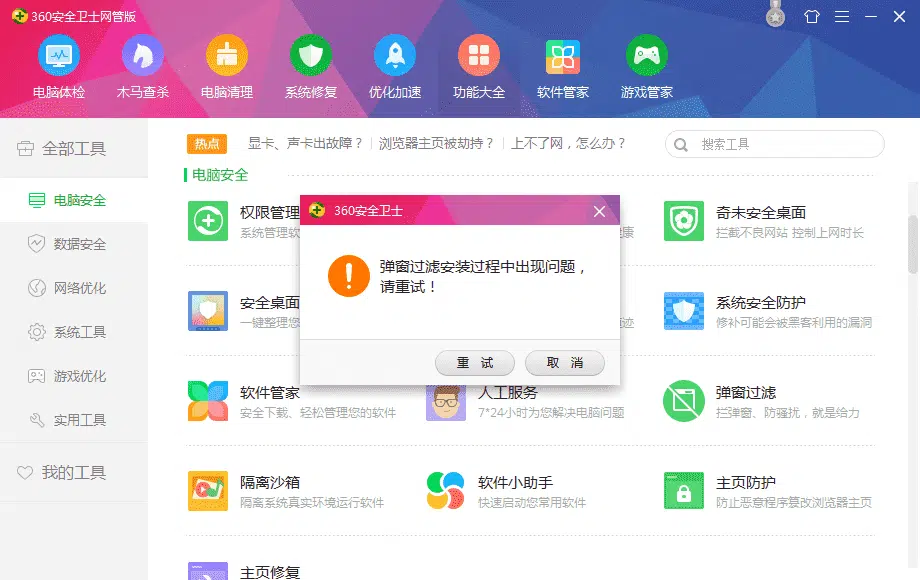 360安全卫士网管版
电脑体检
木马查杀
电脑清理
系统修复
优化加速
功能大全
软件管家
游戏管家
全部工具
电脑安全
数据安全
网络优化
系统工具
游戏优化
实用工具
我的工具
热点
显卡、声卡出故障？
浏览器主页被劫持？
上不了网，怎么办？
搜索工具
电脑安全
权限管理
系统管理软
康
奇未安全桌面
拦截不良网站 控制上网时长
360安全卫士
弹窗过滤安装过程中出现问题，
请重试！
重 试
取 消
安全桌面
一键整理您
迹
系统安全防护
修补可能会被黑客利用的漏洞
软件管家
安全下载、轻松管理您的软件
人工服务
7*24小时为您解决电脑问题
弹窗过滤
拦弹窗、防骚扰，就是给力
隔离沙箱
隔离系统真实环境运行软件
软件小助手
快速启动您常用软件
主页防护
防止恶意程序篡改浏览器主页
主页修复